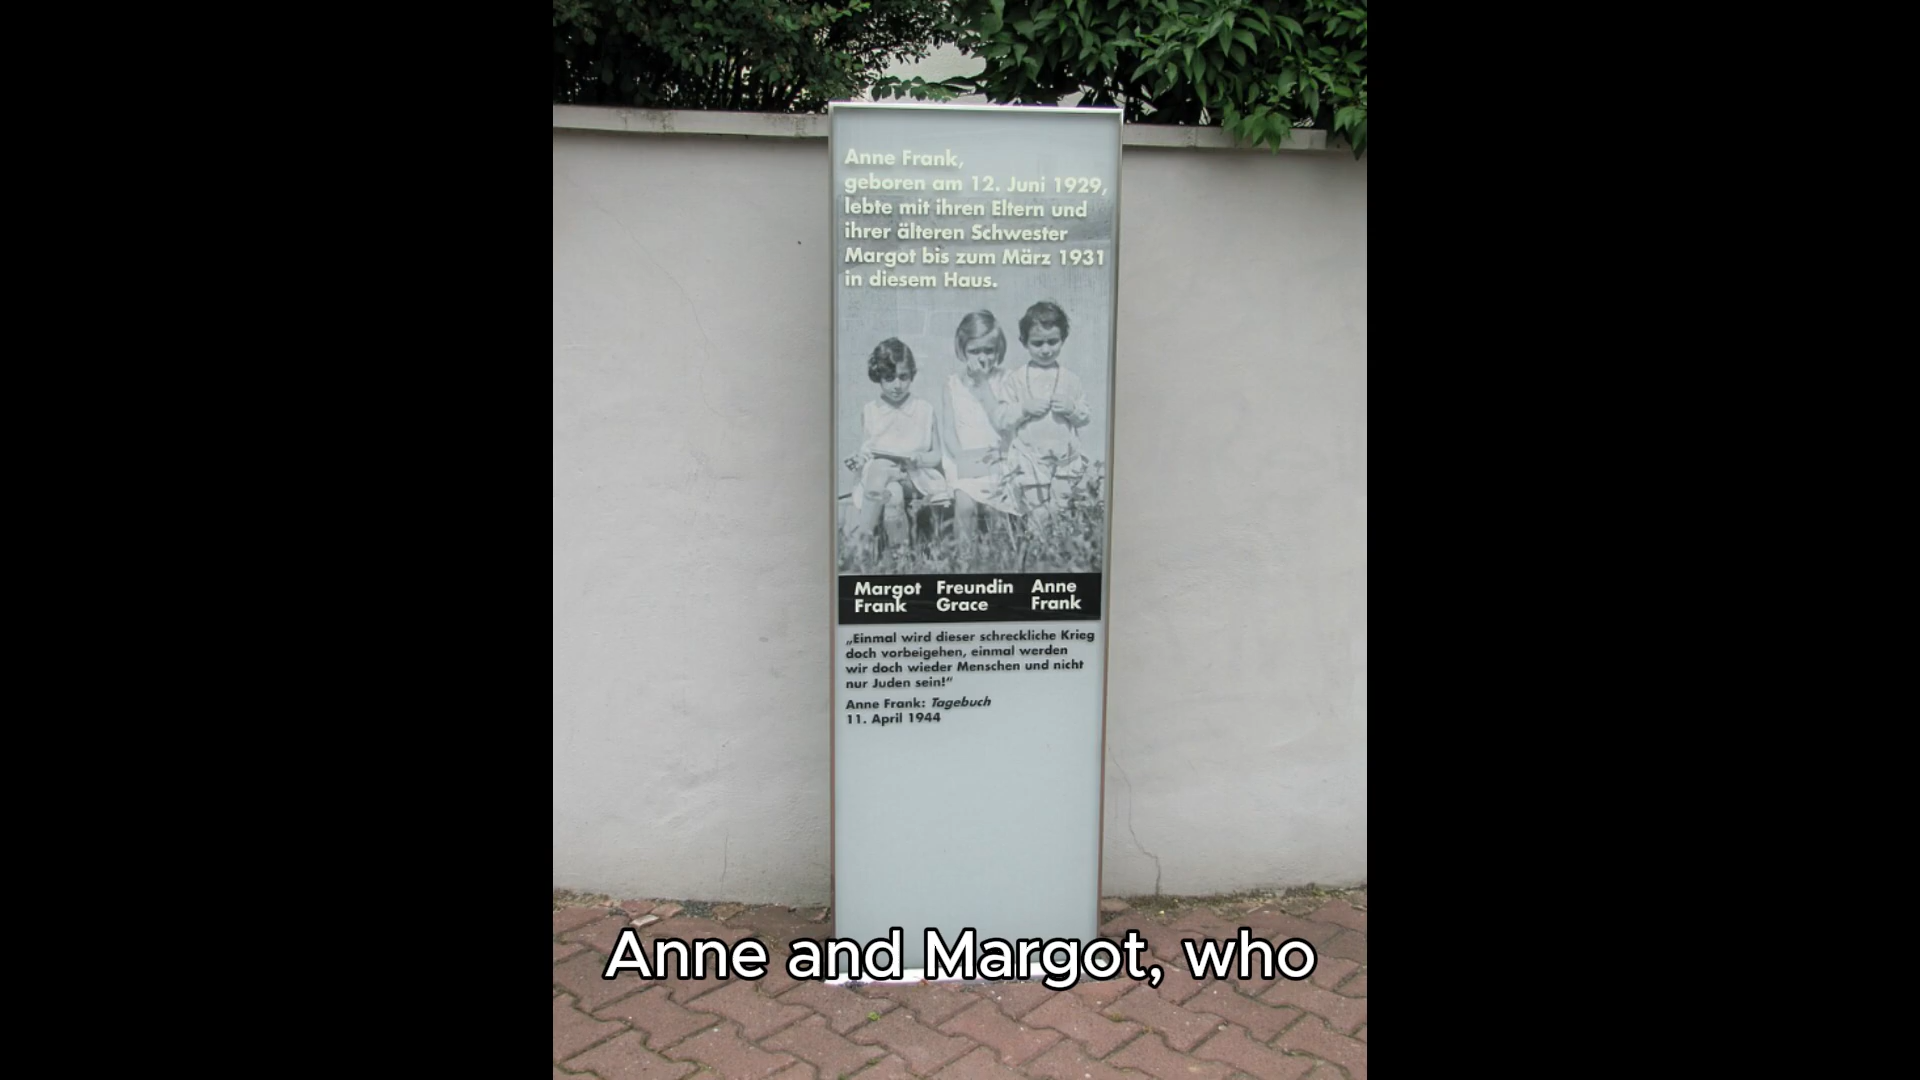 Anne Frank,
geboren am 12. Juni 1929,
lebte mit ihren Eltern und
ihrer älteren Schwester
Margot bis zum März 1931
in diesem Haus.
Margot Frank
Freundin Grace
Anne Frank
„Einmal wird dieser schreckliche Krieg
doch vorbeigehen, einmal werden
wir doch wieder Menschen und nicht
nur Juden sein!“
Anne Frank: Tagebuch
11. April 1944
Anne and Margot, who